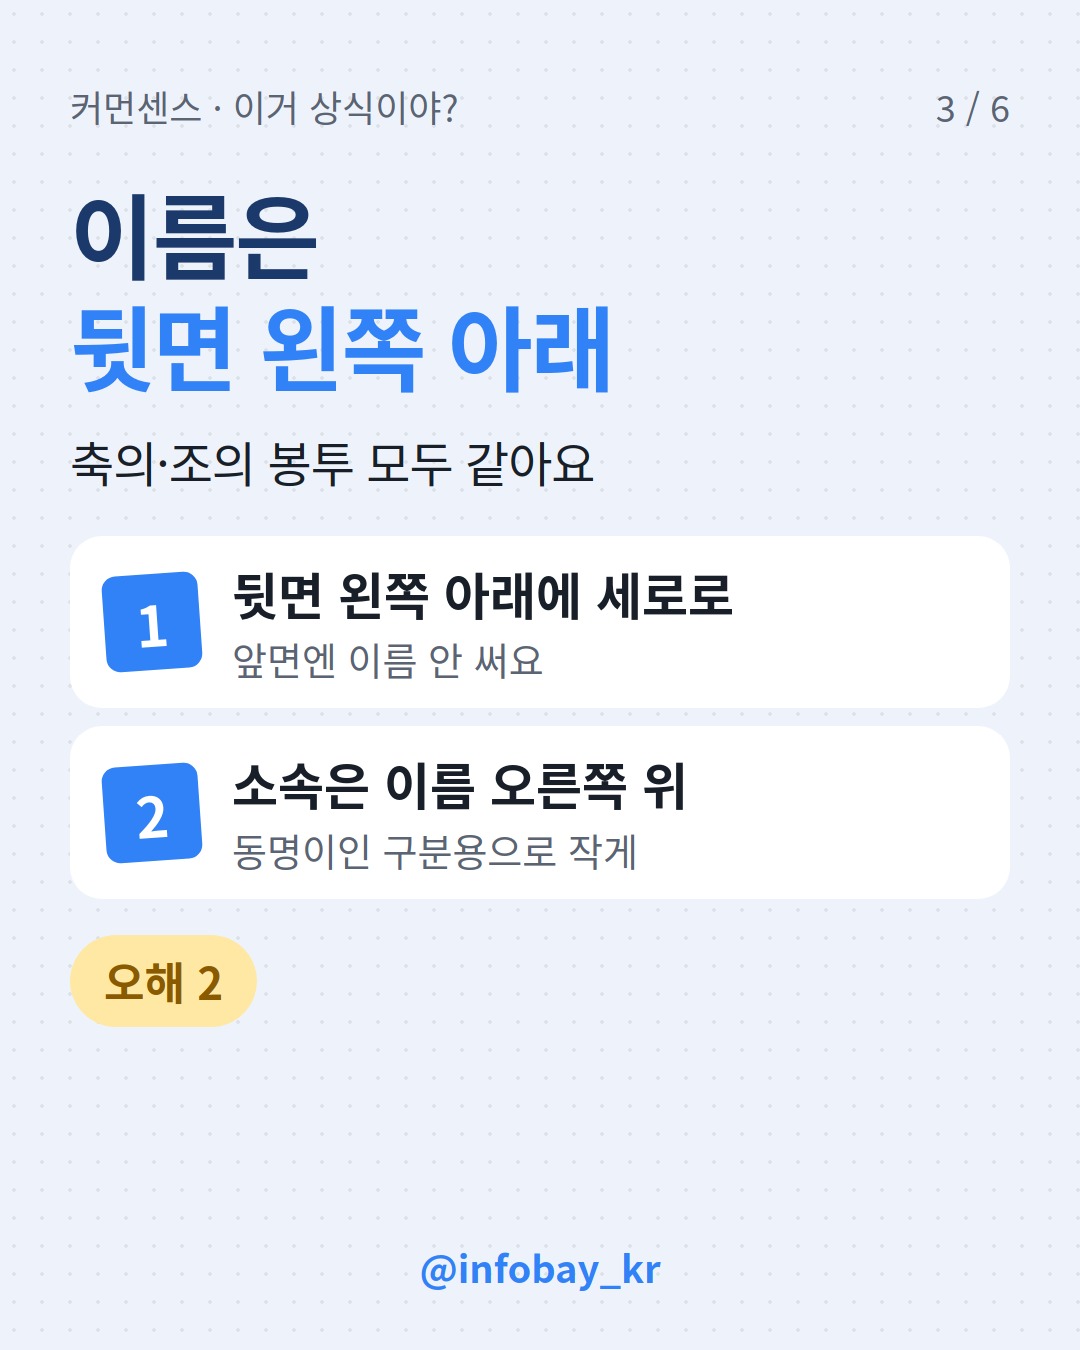 커먼센스 · 이거 상식이야?
3 / 6
이름은
뒷면 왼쪽 아래
축의·조의 봉투 모두 같아요
1
뒷면 왼쪽 아래에 세로로
앞면엔 이름 안 써요
2
소속은 이름 오른쪽 위
동명이인 구분용으로 작게
오해 2
@infobay_kr